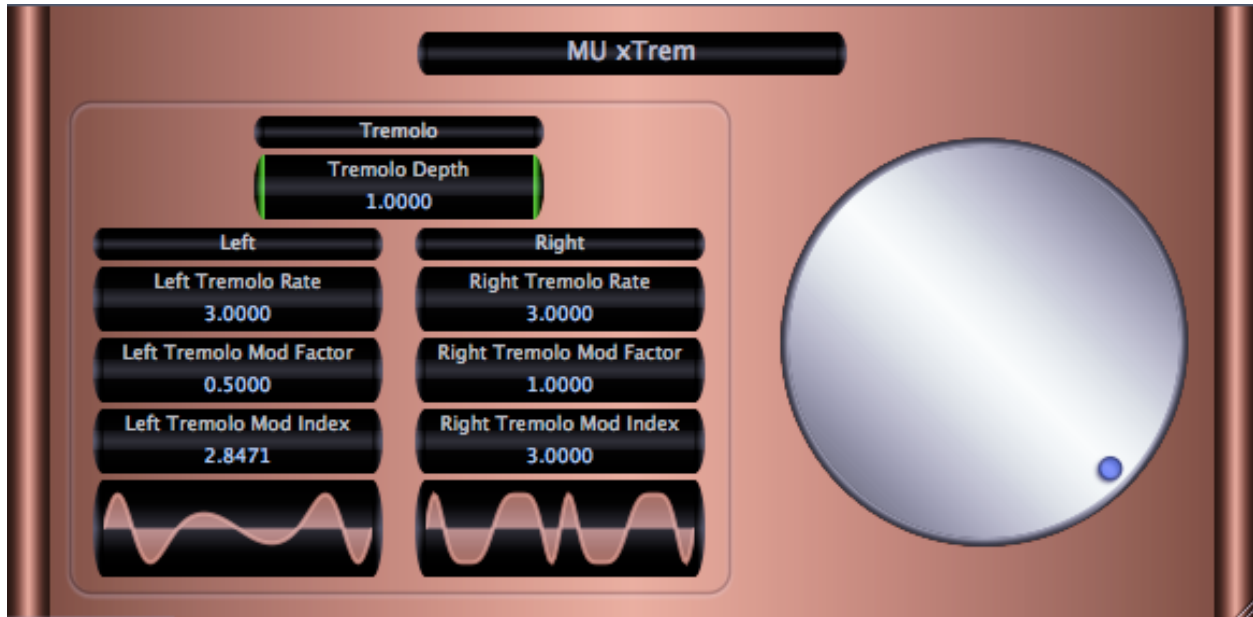 MU xTrem
Tremolo
Tremolo Depth
1.0000
Left
Left Tremolo Rate
3.0000
Left Tremolo Mod Factor
0.5000
Left Tremolo Mod Index
2.8471
Right
Right Tremolo Rate
3.0000
Right Tremolo Mod Factor
1.0000
Right Tremolo Mod Index
3.0000